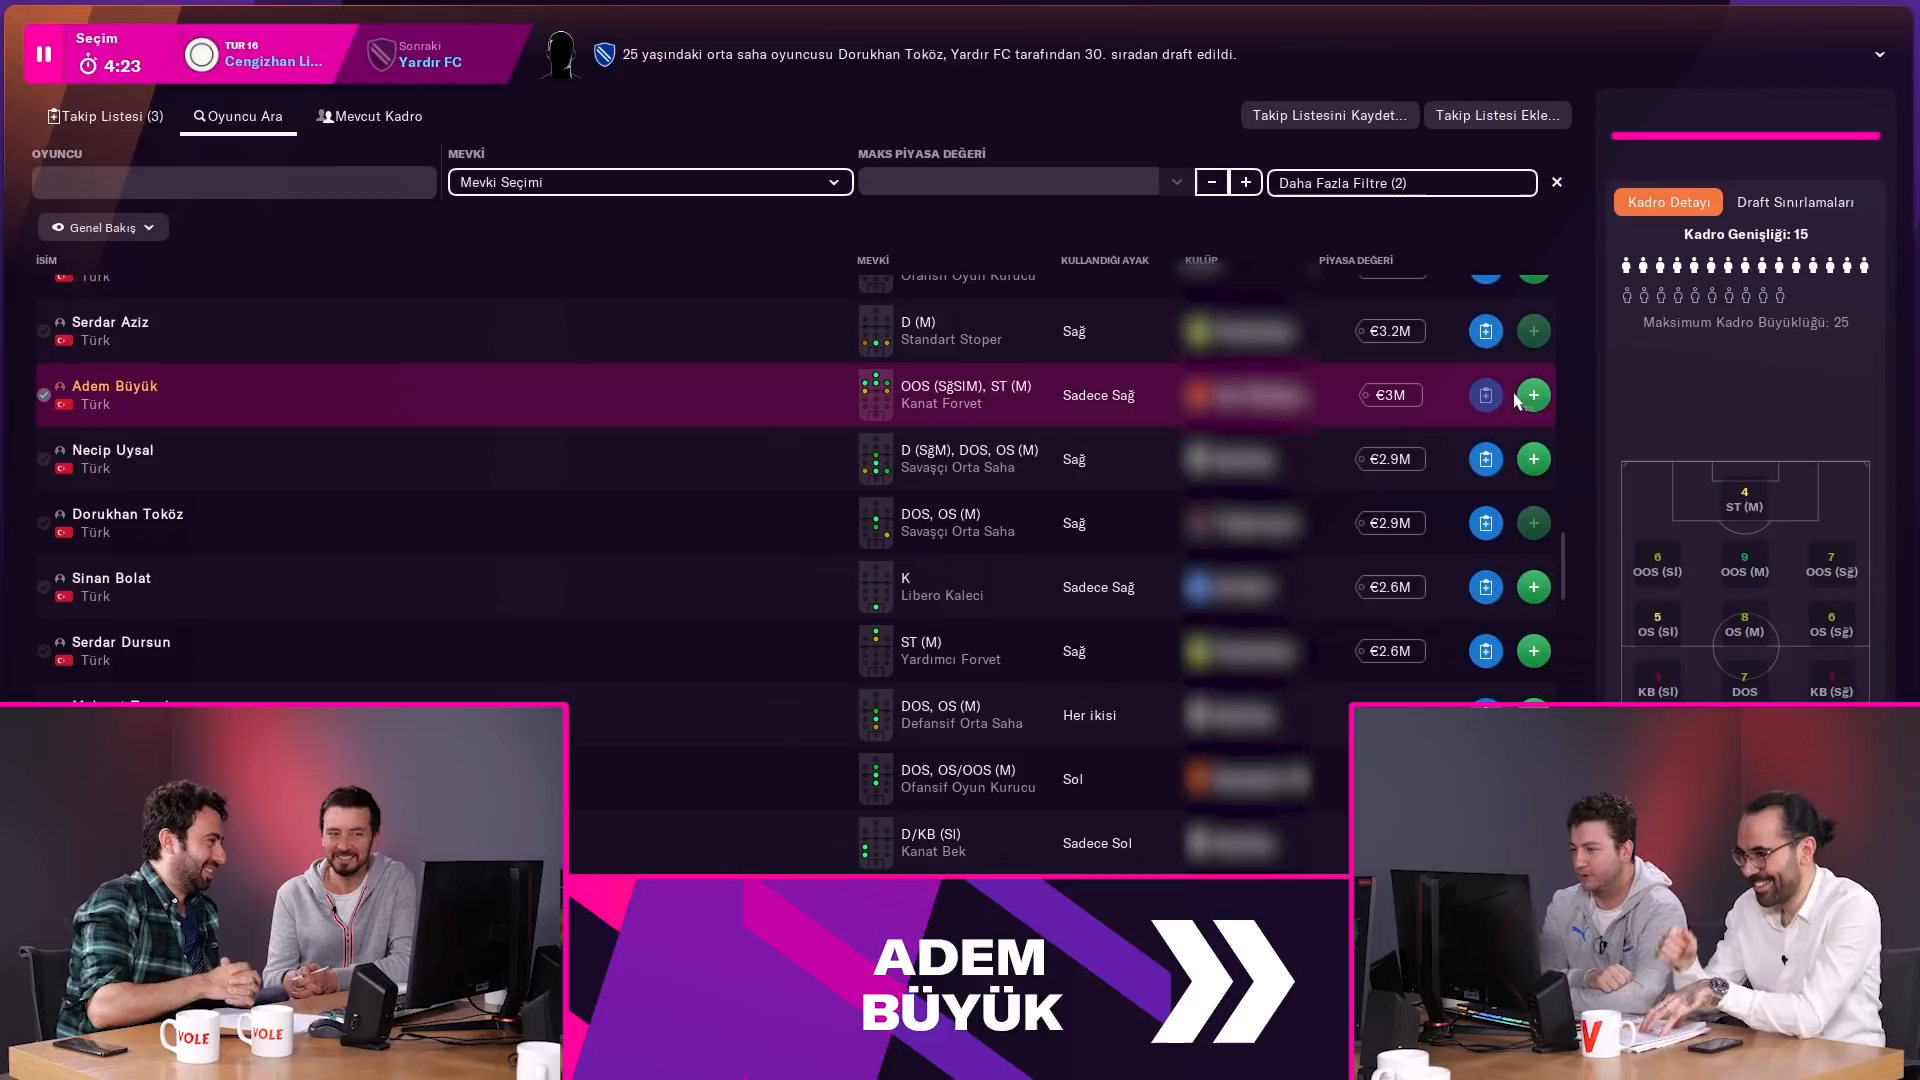 Seçim
4:23
TUR 16
Cengizhan Li...
Sonraki
Yardır FC
25 yaşındaki orta saha oyuncusu Dorukhan Toköz, Yardır FC tarafından 30. sıradan draft edildi.
Takip Listesi (3)
Oyuncu Ara
Mevcut Kadro
Takip Listesini Kaydet...
Takip Listesi Ekle...
OYUNCU
MEVKİ
MAKS PİYASA DEĞERİ
Mevki Seçimi
Daha Fazla Filtre (2)
Genel Bakış
İSİM
MEVKİ
KULLANDIĞI AYAK
KULÜP
PİYASA DEĞERİ
Türk
Ofansif Oyun Kurucu
Serdar Aziz
Türk
D (M)
Standart Stoper
Sağ
€3.2M
Adem Büyük
Türk
OOS (SğSlM), ST (M)
Kanat Forvet
Sadece Sağ
€3M
Necip Uysal
Türk
D (SğM), DOS, OS (M)
Savaşçı Orta Saha
Sağ
€2.9M
Dorukhan Toköz
Türk
DOS, OS (M)
Savaşçı Orta Saha
Sağ
€2.9M
Sinan Bolat
Türk
K
Libero Kaleci
Sadece Sağ
€2.6M
Serdar Dursun
Türk
ST (M)
Yardımcı Forvet
Sağ
€2.6M
DOS, OS (M)
Defansif Orta Saha
Her ikisi
DOS, OS/OOS (M)
Ofansif Oyun Kurucu
Sol
D/KB (Sl)
Kanat Bek
Sadece Sol
Kadro Detayı
Draft Sınırlamaları
Kadro Genişliği: 15
Maksimum Kadro Büyüklüğü: 25
4
ST (M)
6
OOS (Sl)
9
OOS (M)
7
OOS (Sğ)
5
OS (Sl)
8
OS (M)
6
OS (Sğ)
KB (Sl)
7
DOS
KB (Sğ)
ADEM
BÜYÜK
VOLE
VOLE
V